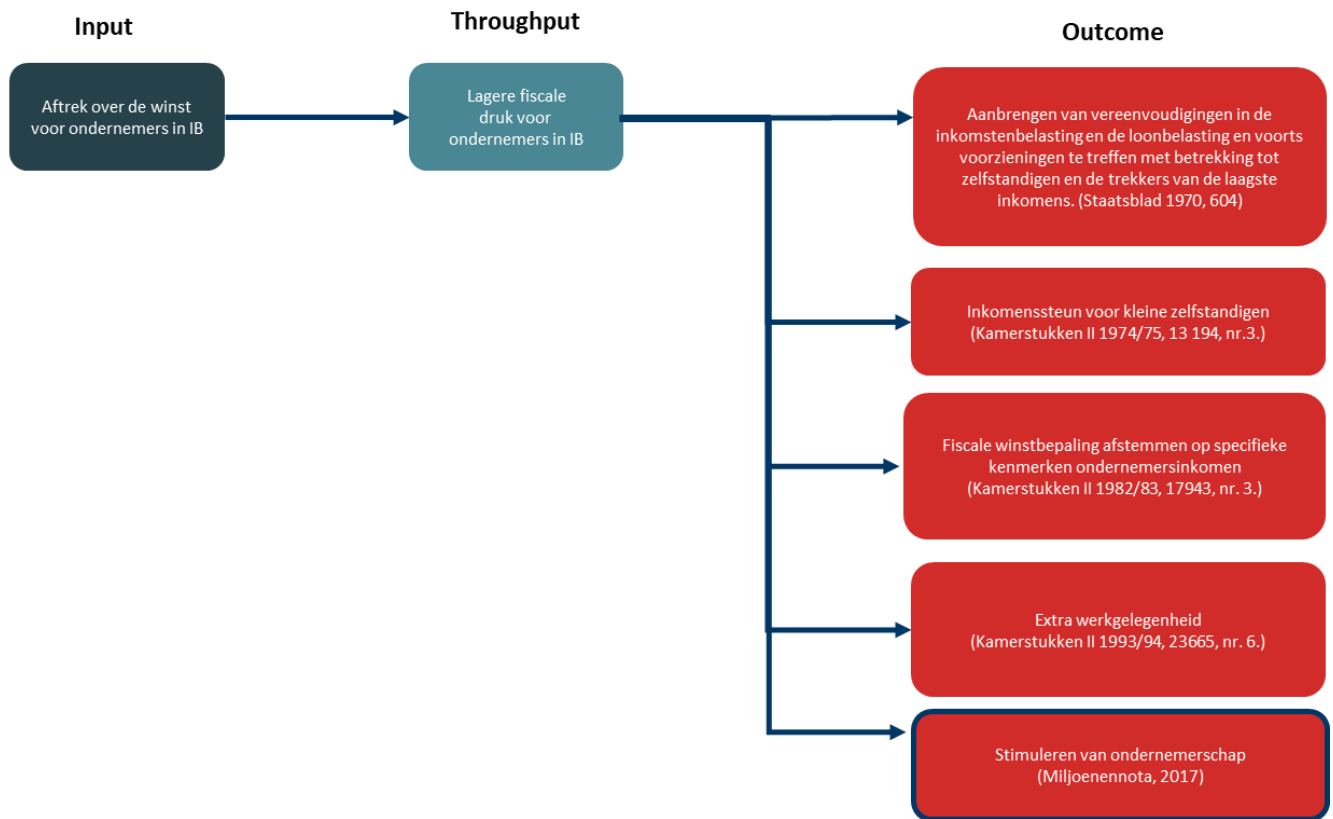 Input
Throughput
Outcome
Aftrek over de winst
voor ondernemers in IB
Lagere fiscale
druk voor
ondernemers in IB
Aanbrengen van vereenvoudigingen in de
inkomstenbelasting en de loonbelasting en voorts
voorzieningen te treffen met betrekking tot
zelfstandigen en de trekkers van de laagste
inkomens. (Staatsblad 1970, 604)
Inkomenssteun voor kleine zelfstandigen
(Kamerstukken II 1974/75, 13 194, nr.3.)
Fiscale winstbepaling afstemmen op specifieke
kenmerken ondernemersinkomen
(Kamerstukken II 1982/83, 17943, nr. 3.)
Extra werkgelegenheid
(Kamerstukken II 1993/94, 23665, nr. 6.)
Stimuleren van ondernemerschap
(Miljoenennota, 2017)